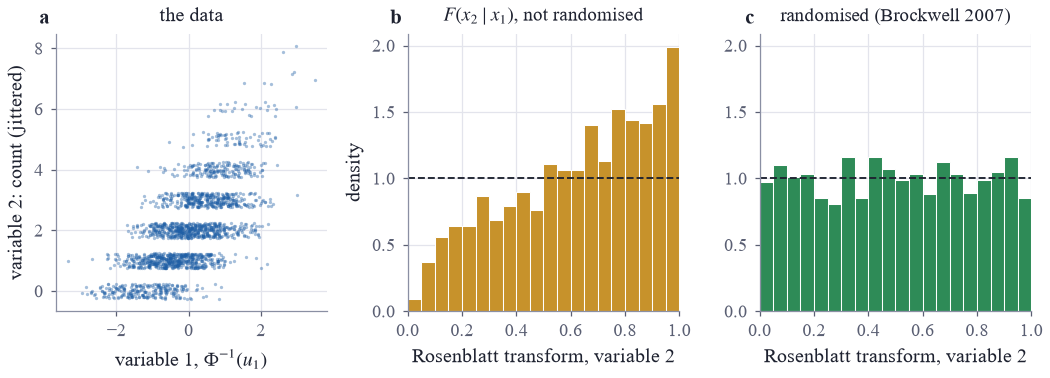 a
the data
variable 2: count (jittered)
8
6
4
2
0
−2
0
2
variable 1, Φ⁻¹(u₁)
b
F(x₂ | x₁), not randomised
density
2.0
1.5
1.0
0.5
0.0
0.0
0.2
0.4
0.6
0.8
1.0
Rosenblatt transform, variable 2
c
randomised (Brockwell 2007)
2.0
1.5
1.0
0.5
0.0
0.0
0.2
0.4
0.6
0.8
1.0
Rosenblatt transform, variable 2